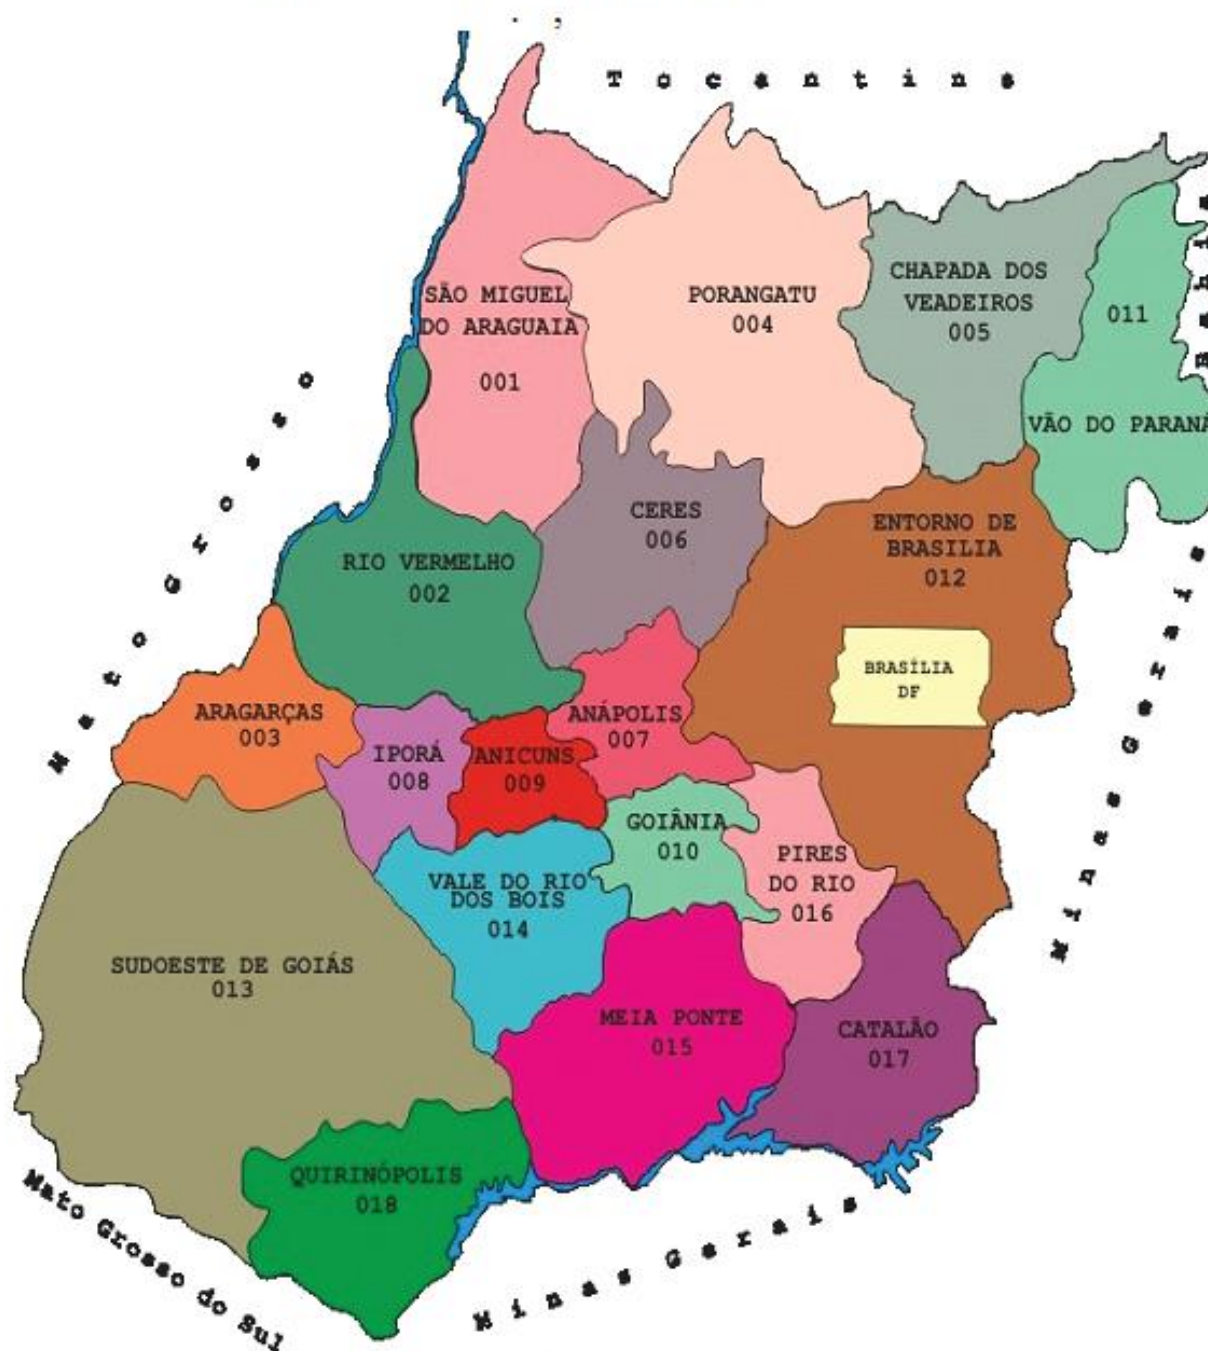 Tocantins
Bahia
SÃO MIGUEL
DO ARAGUAIA
001
PORANGATU
004
CHAPADA DOS
VEADEIROS
005
011
VÃO DO PARANÁ
Mato Grosso
CERES
006
ENTORNO DE
BRASILIA
012
RIO VERMELHO
002
BRASÍLIA
DF
ARAGARÇAS
003
IPORÁ
008
ANICUNS
009
ANÁPOLIS
007
GOIÂNIA
010
PIRES
DO RIO
016
Minas Gerais
VALE DO RIO
DOS BOIS
014
SUDOESTE DE GOIÁS
013
MEIA PONTE
015
CATALÃO
017
QUIRINÓPOLIS
018
Mato Grosso do Sul
Minas Gerais